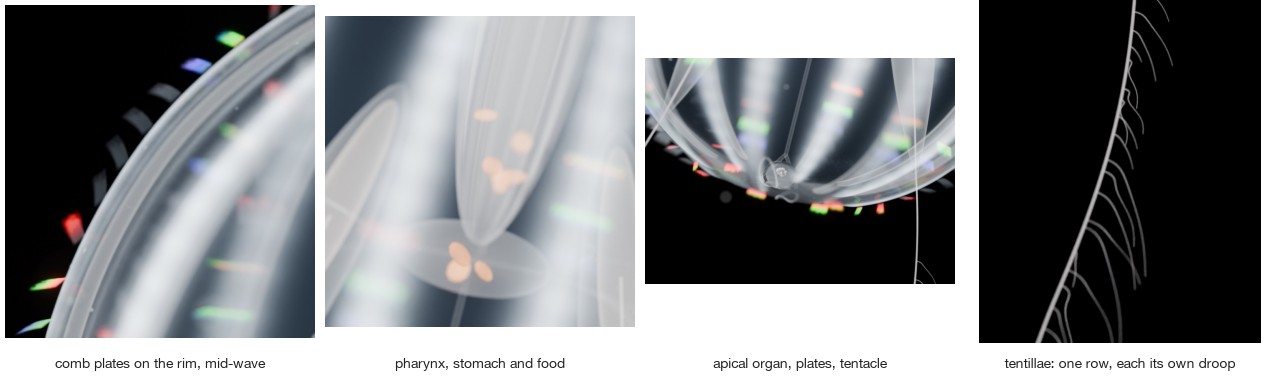 comb plates on the rim, mid-wave
pharynx, stomach and food
apical organ, plates, tentacle
tentillae: one row, each its own droop